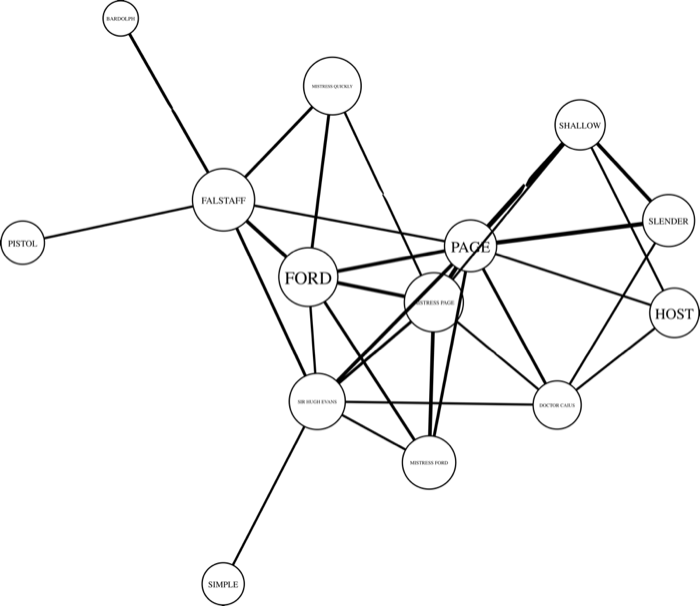 BARDOLPH
MISTRESS QUICKLY
SHALLOW
FALSTAFF
SLENDER
PISTOL
PAGE
FORD
MISTRESS PAGE
HOST
SIR HUGH EVANS
DOCTOR CAIUS
MISTRESS FORD
SIMPLE